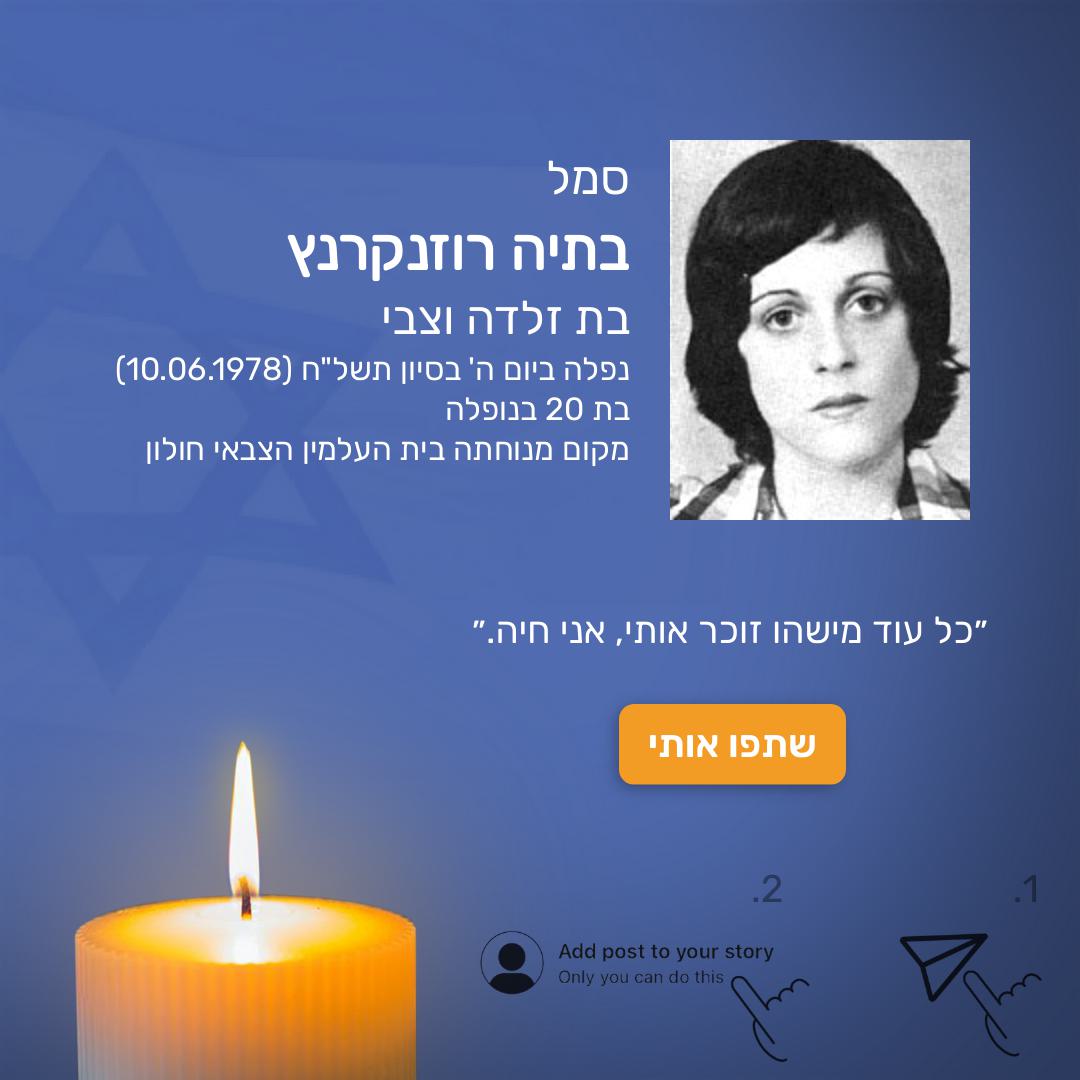 סמל
בתיה רוזנקרנץ
בת זלדה וצבי
נפלה ביום ה' בסיון תשל"ח (10.06.1978)
בת 20 בנופלה
מקום מנוחתה בית העלמין הצבאי חולון
״כל עוד מישהו זוכר אותי, אני חיה.״
שתפו אותי
.1
.2
Add post to your story
Only you can do this